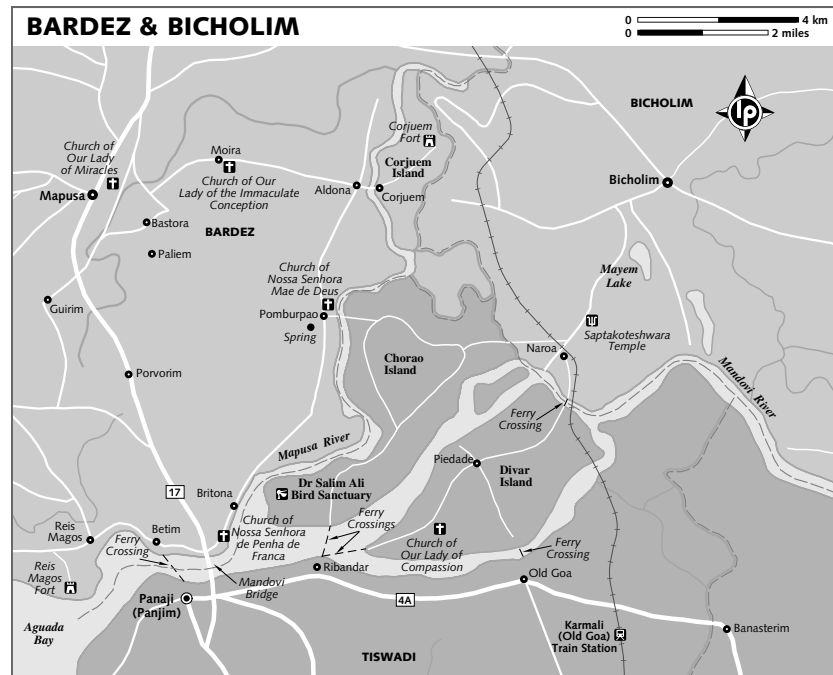 BARDEZ & BICHOLIM
0 4 km
0 2 miles
BICHOLIM
lp
Church of
Our Lady
of Miracles
Moira
Church of Our
Lady of the Immaculate
Conception
Corjuem
Fort
Corjuem
Island
Aldona
Corjuem
Bicholim
Mapusa
Bastora
BARDEZ
Paliem
Church of
Nossa Senhora
Mae de Deus
Mayem
Lake
Guirim
Pomburpao
Spring
Saptakoteshwara
Temple
Chorao
Island
Naroa
Porvorim
Mandovi River
Ferry
Crossing
Mapusa River
Piedade
Divar
Island
17
Britona
Dr Salim Ali
Bird Sanctuary
Reis
Magos
Betim
Ferry
Crossing
Church of
Nossa Senhora
de Penha de
Franca
Ferry
Crossings
Church of
Our Lady of
Compassion
Ferry
Crossing
Reis
Magos
Fort
Mandovi
Bridge
Ribandar
Old Goa
Panaji
(Panjim)
4A
Aguada
Bay
Karmali
(Old Goa)
Train Station
Banasterim
TISWADI